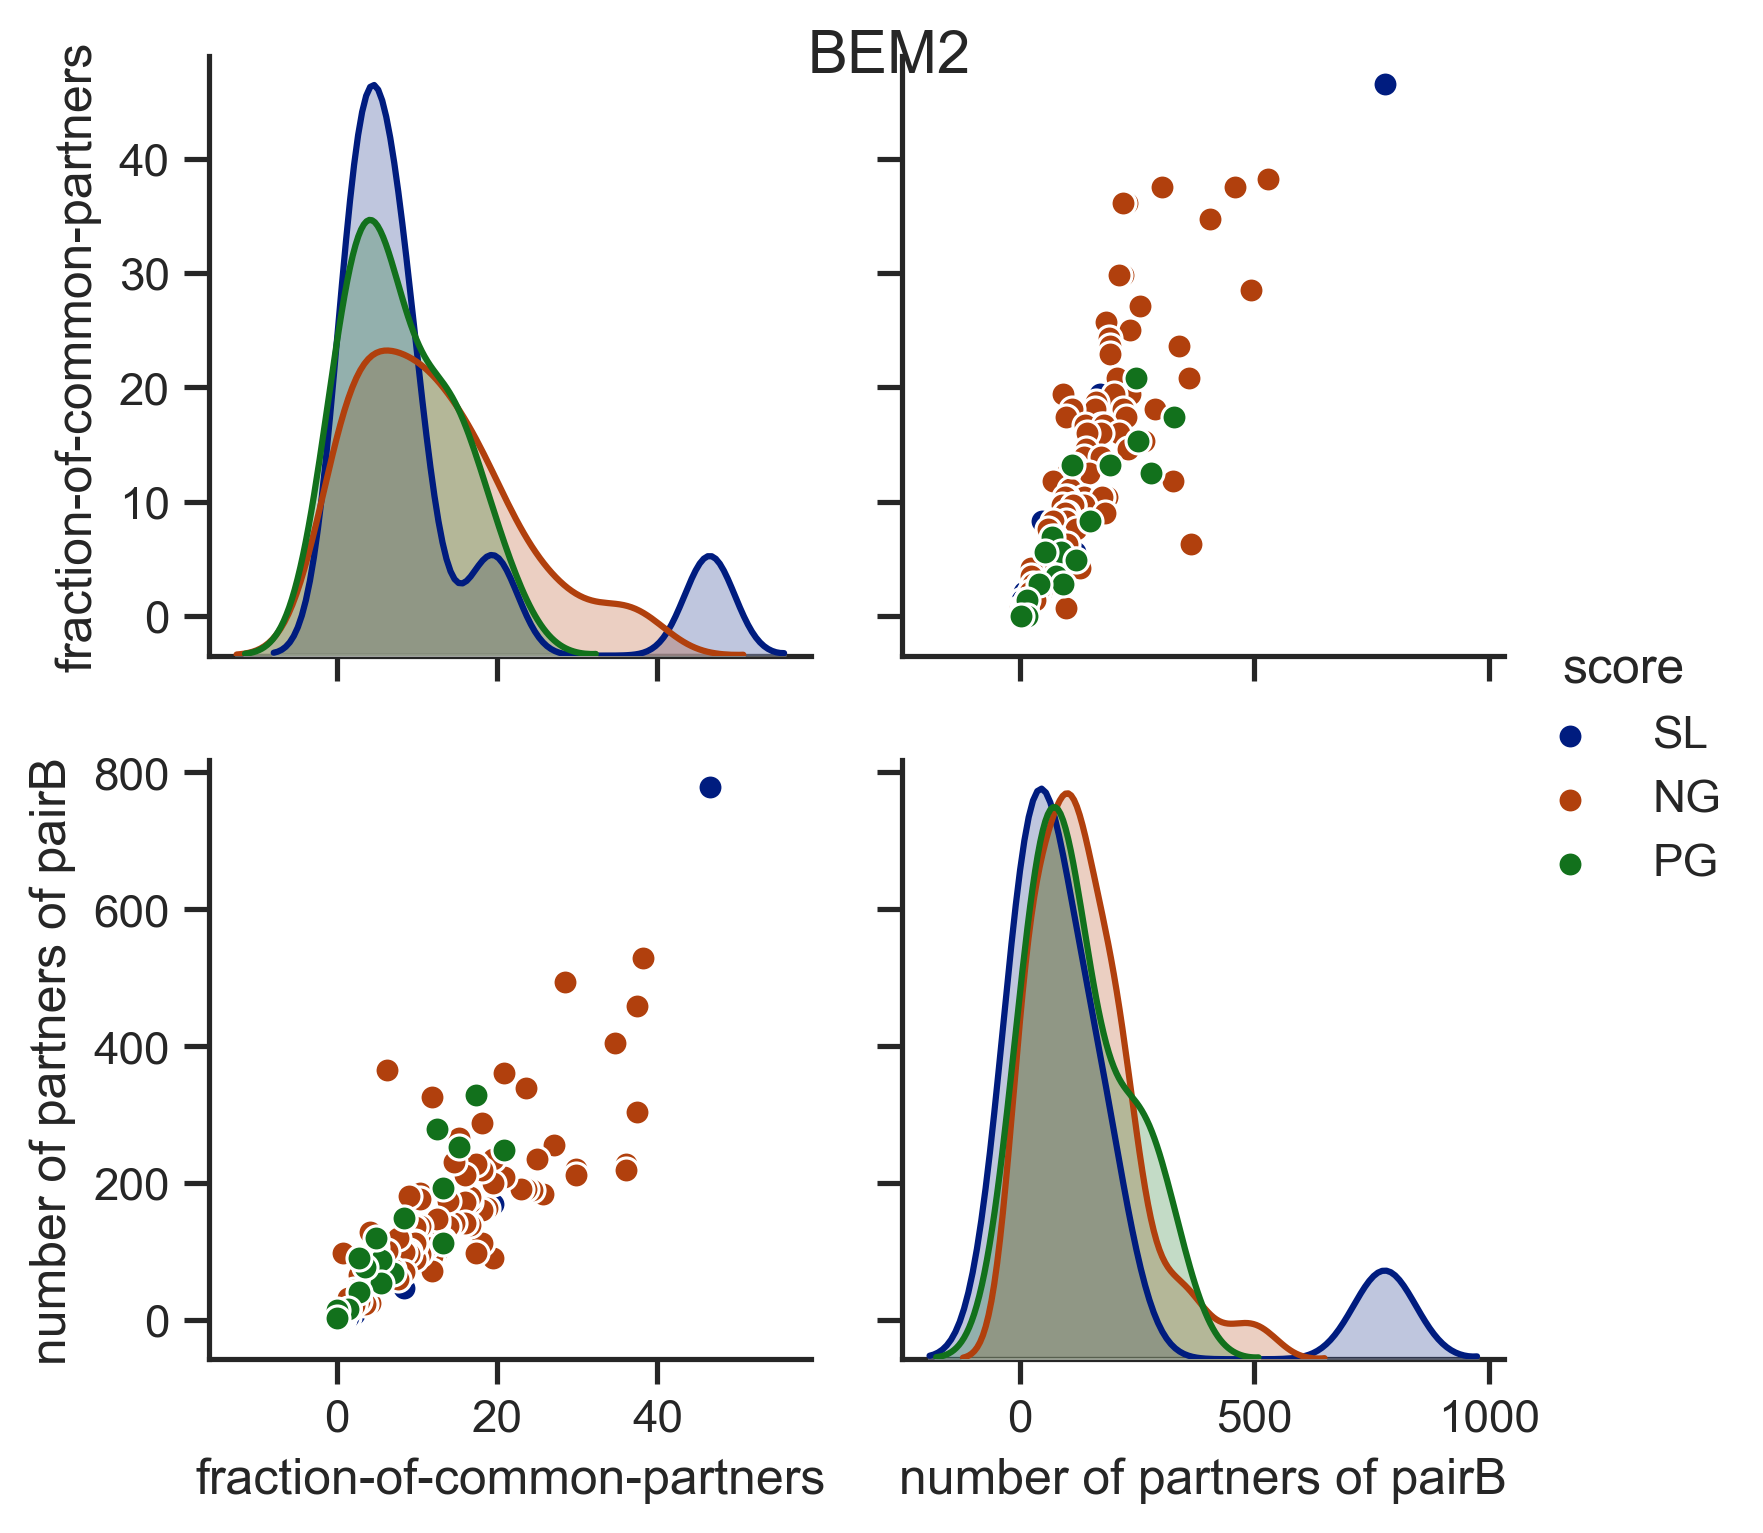 BEM2
fraction-of-common-partners
40
30
20
10
0
score
SL
NG
PG
number of partners of pairB
800
600
400
200
0
0 20 40
fraction-of-common-partners
0 500 1000
number of partners of pairB